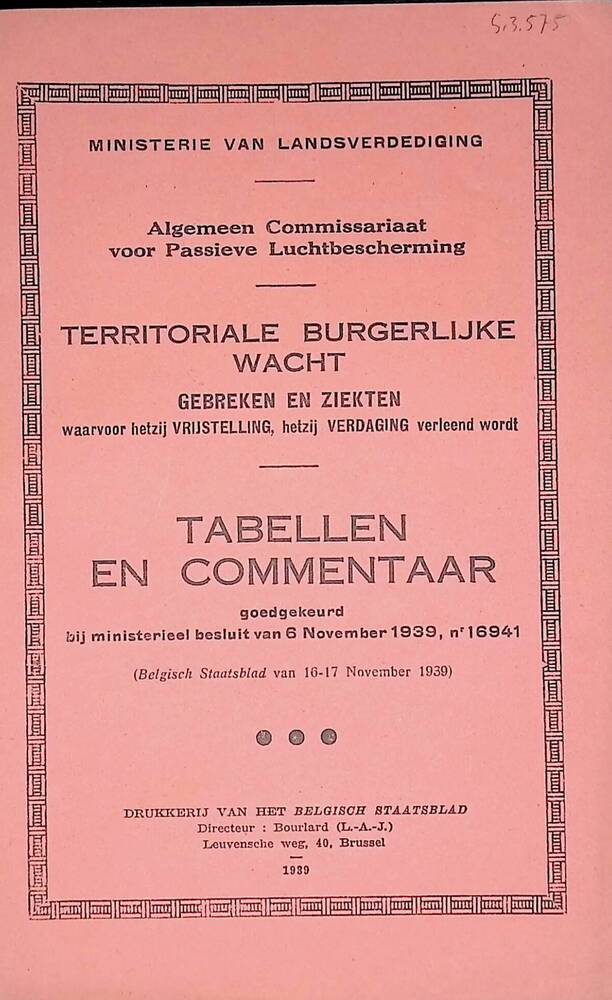 5.3.575
MINISTERIE VAN LANDSVERDEDIGING
Algemeen Commissariaat
voor Passieve Luchtbescherming
TERRITORIALE BURGERLIJKE
WACHT
GEBREKEN EN ZIEKTEN
waarvoor hetzij VRIJSTELLING, hetzij VERDAGING verleend wordt
TABELLEN
EN COMMENTAAR
goedgekeurd
bij ministerieel besluit van 6 November 1939, nr 16941
(Belgisch Staatsblad van 16-17 November 1939)
DRUKKERIJ VAN HET BELGISCH STAATSBLAD
Directeur : Bourlard (L.-A.-J.)
Leuvensche weg, 40, Brussel
1939